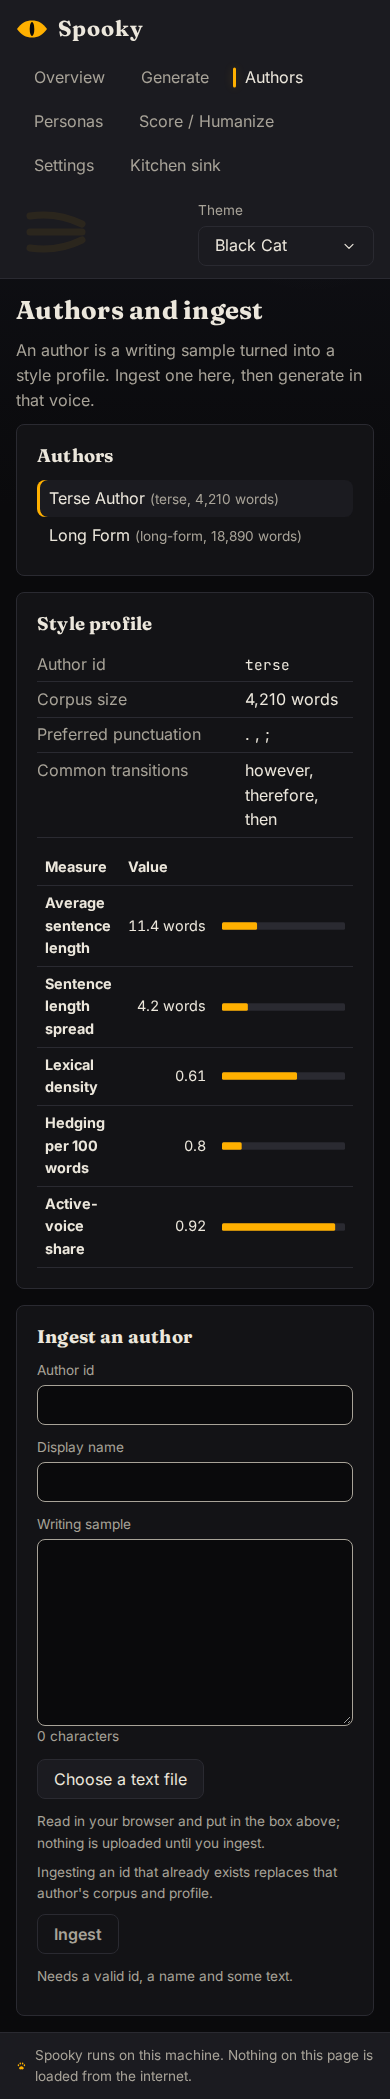 Spooky
Overview Generate Authors
Personas Score / Humanize
Settings Kitchen sink
Theme
Black Cat
Authors and ingest
An author is a writing sample turned into a
style profile. Ingest one here, then generate in
that voice.
Authors
Terse Author (terse, 4,210 words)
Long Form (long-form, 18,890 words)
Style profile
Author id terse
Corpus size 4,210 words
Preferred punctuation . , ;
Common transitions however,
therefore,
then
Measure Value
Average
sentence 11.4 words
length
Sentence
length 4.2 words
spread
Lexical
density 0.61
Hedging
per 100 0.8
words
Active-
voice 0.92
share
Ingest an author
Author id
Display name
Writing sample
0 characters
Choose a text file
Read in your browser and put in the box above;
nothing is uploaded until you ingest.
Ingesting an id that already exists replaces that
author's corpus and profile.
Ingest
Needs a valid id, a name and some text.
Spooky runs on this machine. Nothing on this page is
loaded from the internet.